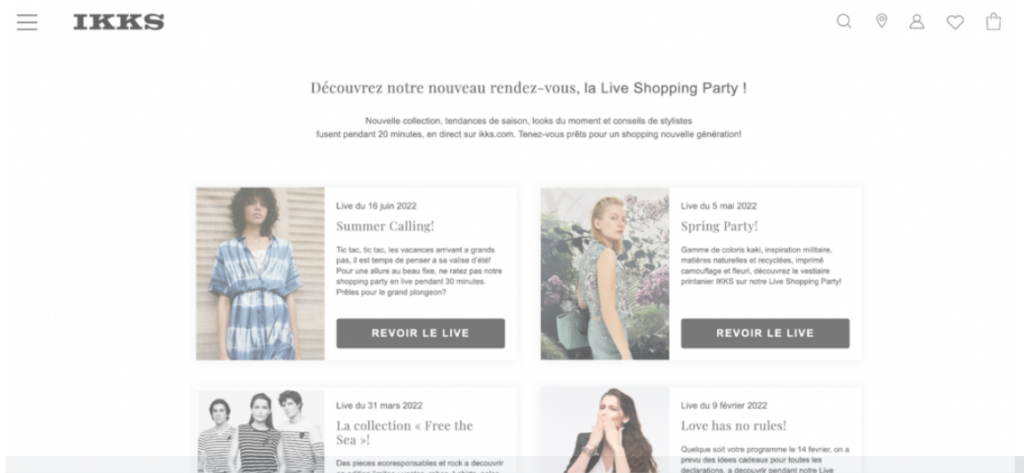 IKKS
Découvrez notre nouveau rendez-vous, la Live Shopping Party !
Nouvelle collection, tendances de saison, looks du moment et conseils de stylistes
fusent pendant 20 minutes, en direct sur ikks.com. Tenez-vous prêts pour un shopping nouvelle génération!
Live du 16 juin 2022
Summer Calling!
Tic tac, tic tac, les vacances arrivant a grands
pas, il est temps de penser a sa valise d'été!
Pour une allure au beau fixe, ne ratez pas notre
shopping party en live pendant 30 minutes.
Prêtes pour le grand plongeon?
REVOIR LE LIVE
Live du 5 mai 2022
Spring Party!
Gamme de coloris kaki, inspiration militaire,
matières naturelles et recyclées, imprimé
camouflage et fleuri, découvrez le vestiaire
printanier IKKS sur notre Live Shopping Party!
REVOIR LE LIVE
Live du 31 mars 2022
La collection « Free the
Sea »!
Des pieces ecoresponsables et rock a decouvrir
Live du 9 février 2022
Love has no rules!
Quelque soit votre programme le 14 fevrier, on a
prevu des idees cadeaux pour toutes les
declarations, a decouvrir pendant notre Live